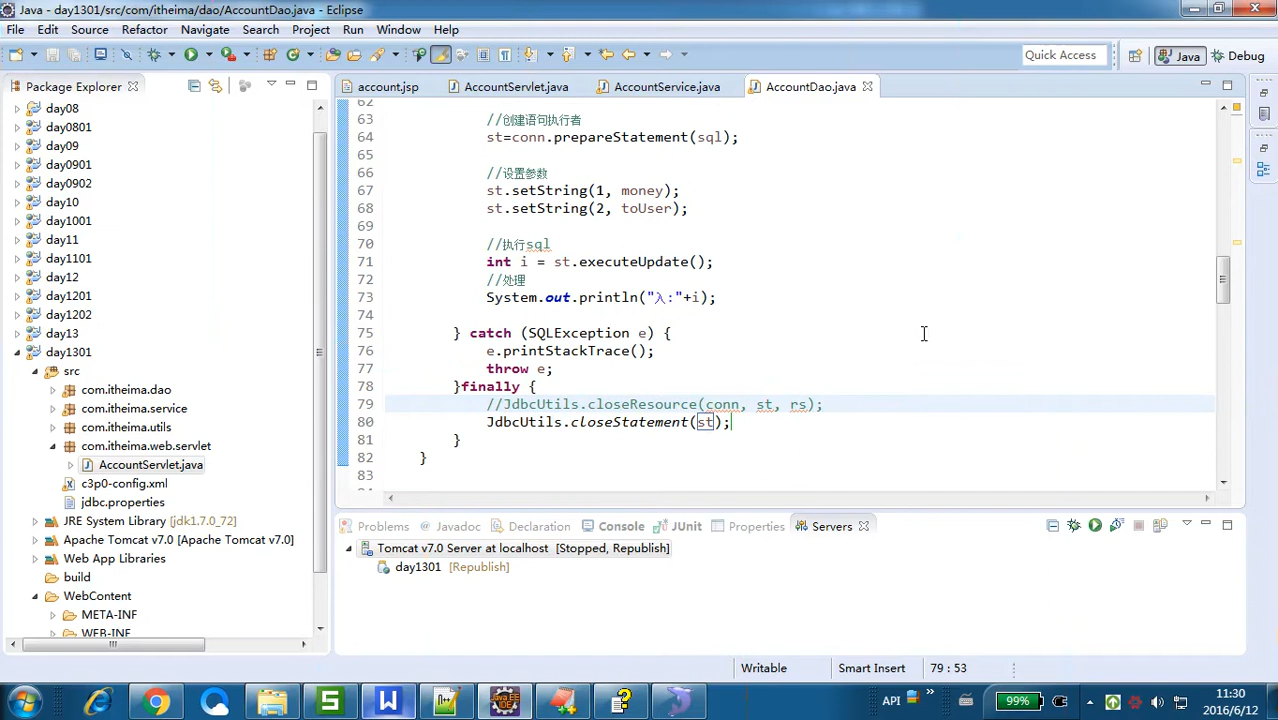 Java - day1301/src/com/itheima/dao/AccountDao.java - Eclipse
File Edit Source Refactor Navigate Search Project Run Window Help
Quick Access
Java
Debug
Package Explorer
day08
day0801
day09
day0901
day0902
day10
day1001
day11
day1101
day12
day1201
day1202
day13
day1301
src
com.itheima.dao
com.itheima.service
com.itheima.utils
com.itheima.web.servlet
AccountServlet.java
c3p0-config.xml
jdbc.properties
JRE System Library [jdk1.7.0_72]
Apache Tomcat v7.0 [Apache Tomcat v7.0]
Web App Libraries
build
WebContent
META-INF
WEB-INF
account.jsp AccountServlet.java AccountService.java AccountDao.java
62
63 //创建语句执行者
64 st=conn.prepareStatement(sql);
65
66 //设置参数
67 st.setString(1, money);
68 st.setString(2, toUser);
69
70 //执行sql
71 int i = st.executeUpdate();
72 //处理
73 System.out.println("入:"+i);
74
75 } catch (SQLException e) {
76 e.printStackTrace();
77 throw e;
78 }finally {
79 //JdbcUtils.closeResource(conn, st, rs);
80 JdbcUtils.closeStatement(st);
81 }
82 }
83
Problems Javadoc Declaration Console JUnit Properties Servers
Tomcat v7.0 Server at localhost [Stopped, Republish]
day1301 [Republish]
Writable Smart Insert 79 : 53
API
99%
11:30
2016/6/12